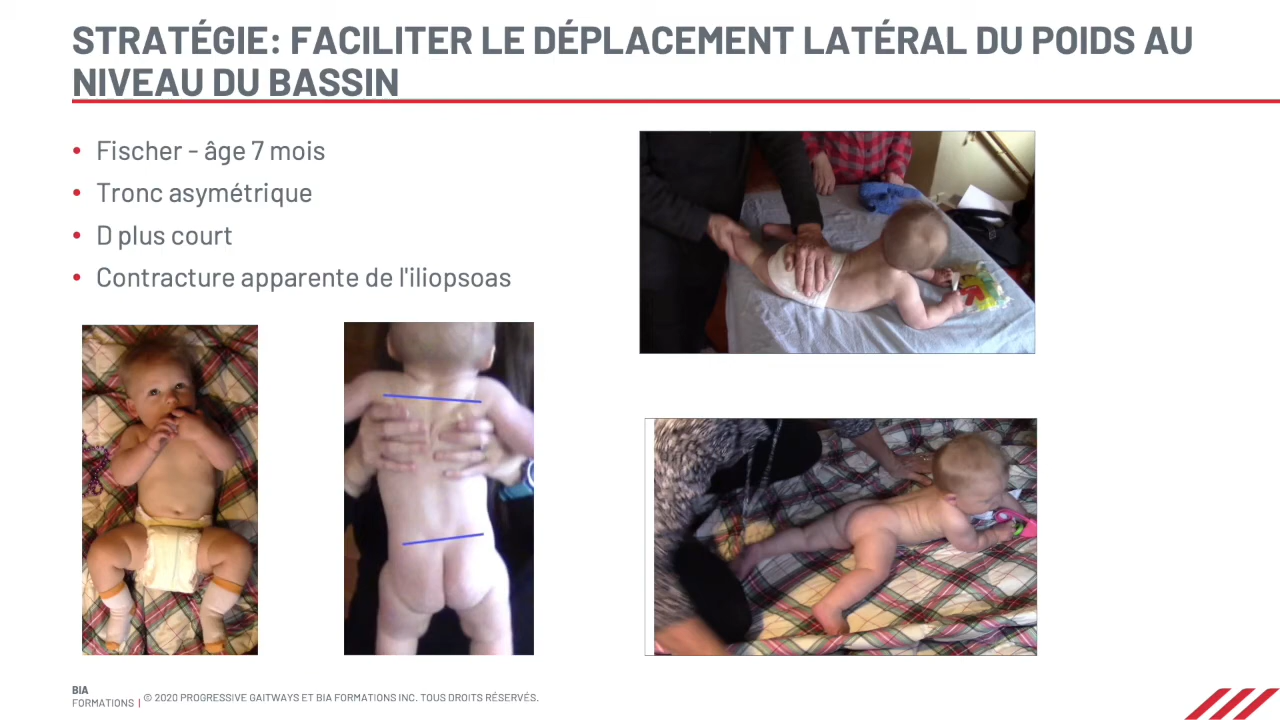 STRATÉGIE: FACILITER LE DÉPLACEMENT LATÉRAL DU POIDS AU
NIVEAU DU BASSIN
• Fischer - âge 7 mois
• Tronc asymétrique
• D plus court
• Contracture apparente de l'iliopsoas
BIA
FORMATIONS | © 2020 PROGRESSIVE GAITWAYS ET BIA FORMATIONS INC. TOUS DROITS RÉSERVÉS.